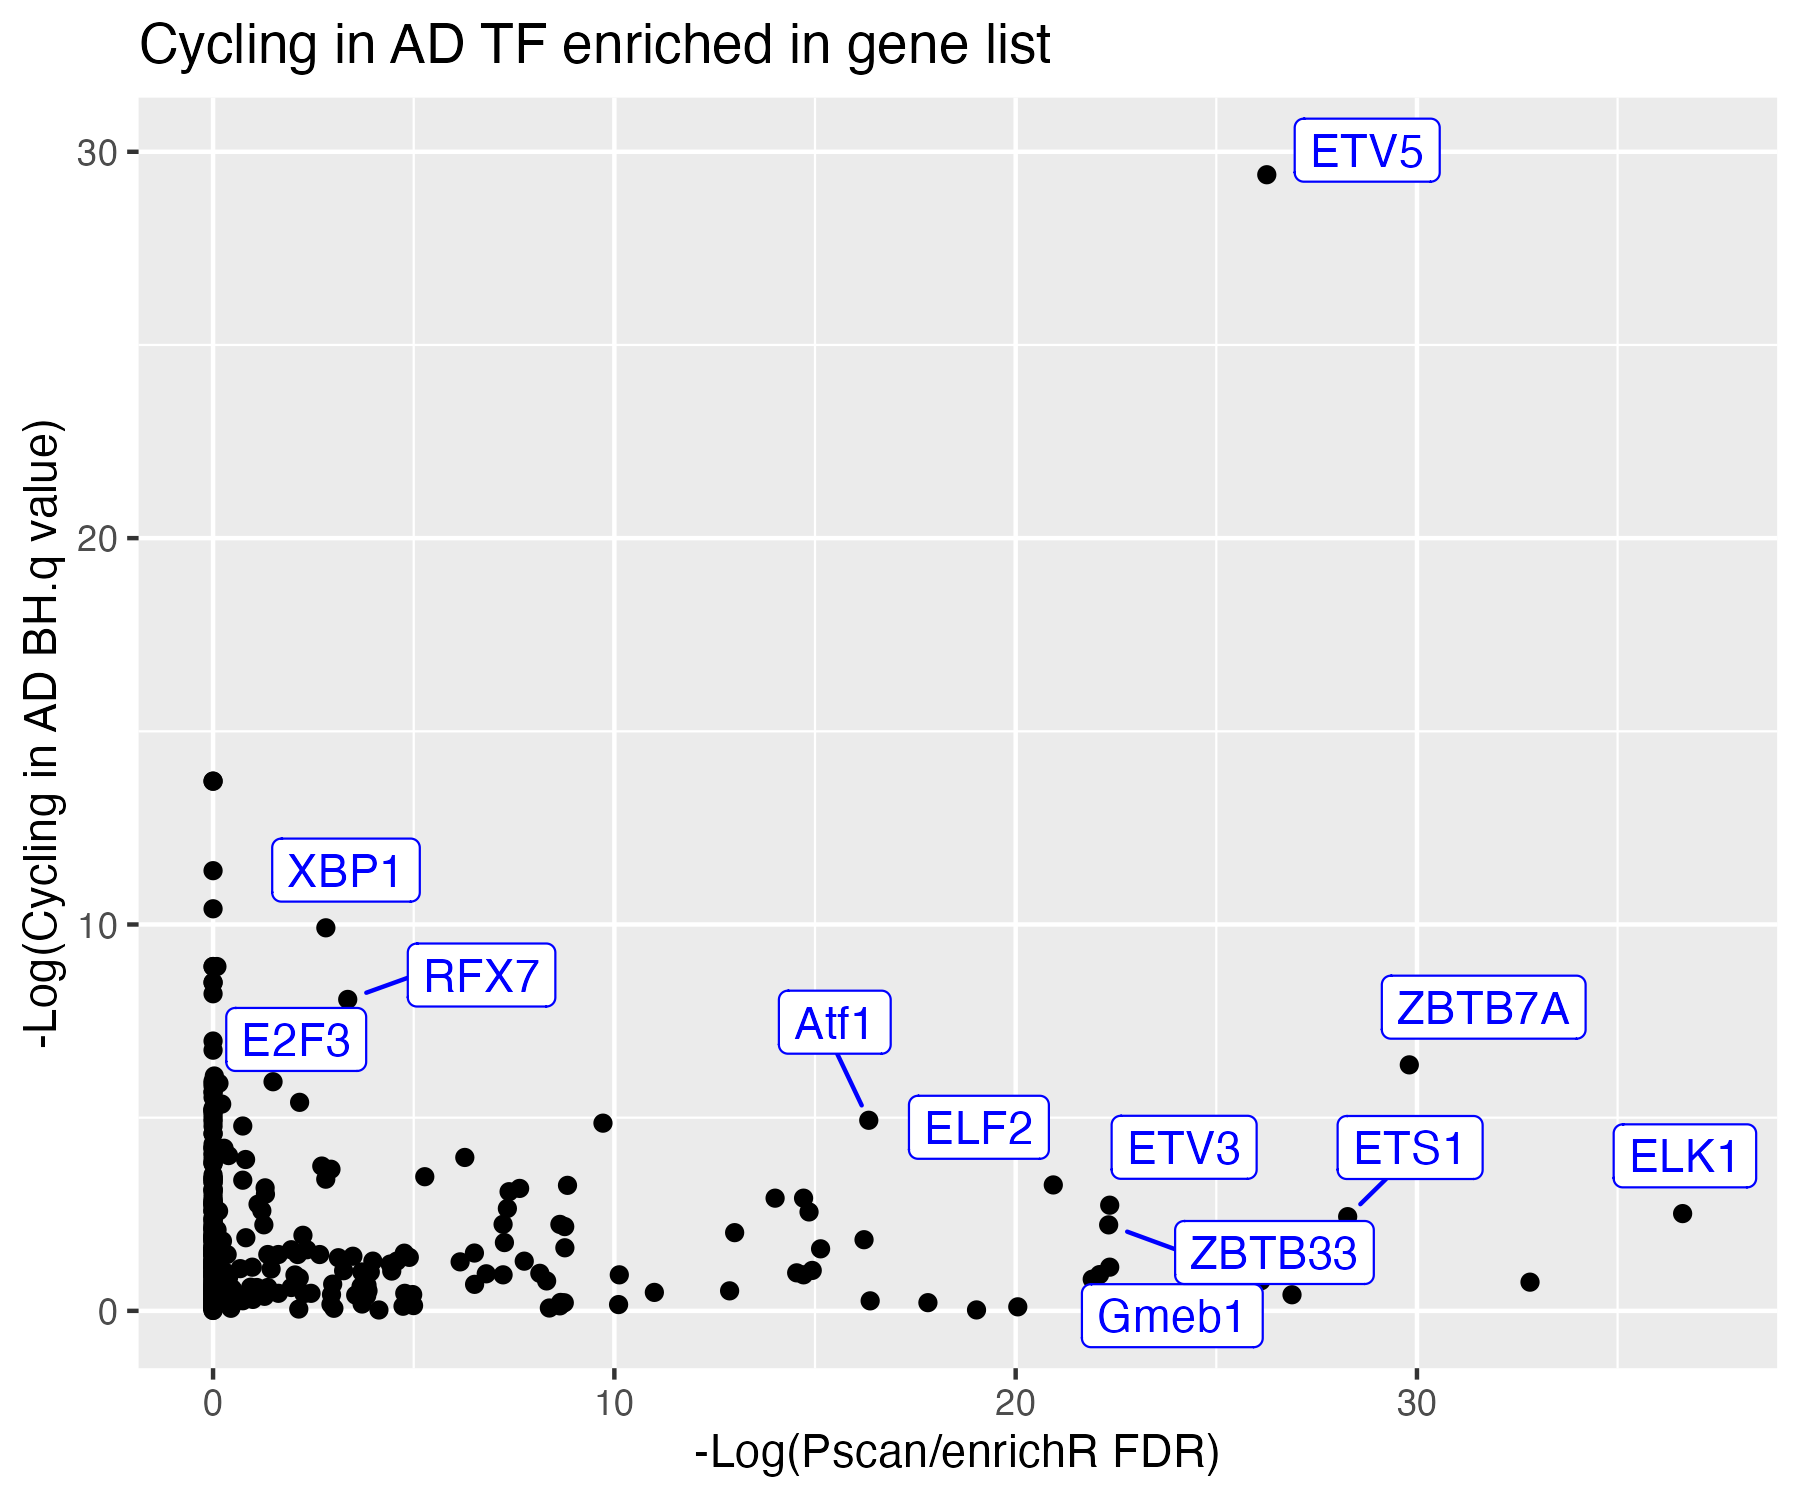 Cycling in AD TF enriched in gene list
-Log(Cycling in AD BH.q value)
30
20
10
0
ETV5
XBP1
RFX7
E2F3
Atf1
ZBTB7A
ELF2
ETV3
ETS1
ELK1
ZBTB33
Gmeb1
0
10
20
30
-Log(Pscan/enrichR FDR)